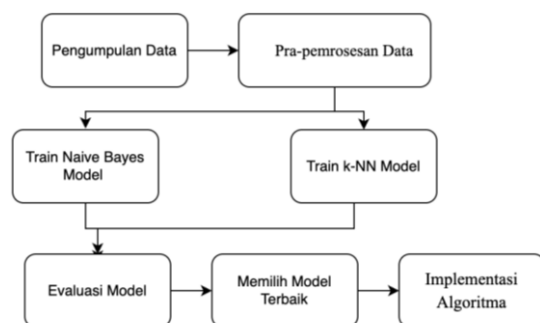 Pengumpulan Data
Pra-pemrosesan Data
Train Naive Bayes
Model
Train k-NN Model
Evaluasi Model
Memilih Model
Terbaik
Implementasi
Algoritma